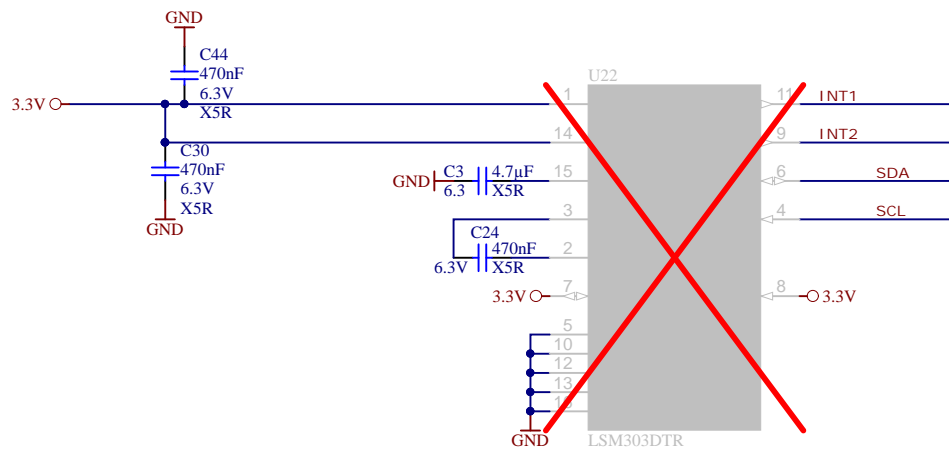 GND
C44
470nF
6.3V
X5R
3.3V
1
14
C30
470nF
6.3V
X5R
GND
GND
C3
6.3
4.7µF
X5R
15
3
C24
470nF
6.3V
X5R
2
3.3V
7
5
10
12
13
16
GND
U22
LSM303DTR
11
INT1
9
INT2
6
SDA
4
SCL
8
3.3V